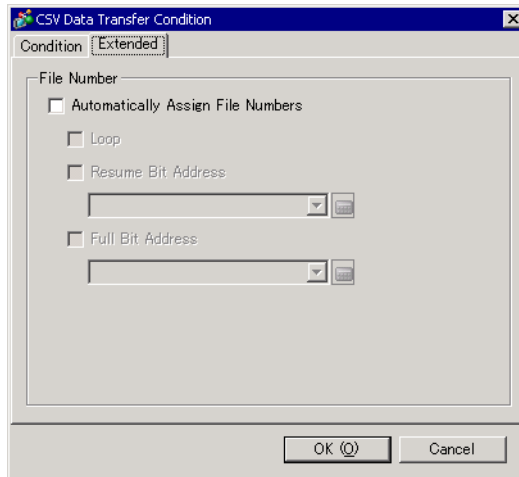 CSV Data Transfer Condition
Condition Extended
File Number
Automatically Assign File Numbers
Loop
Resume Bit Address
Full Bit Address
OK (O) Cancel